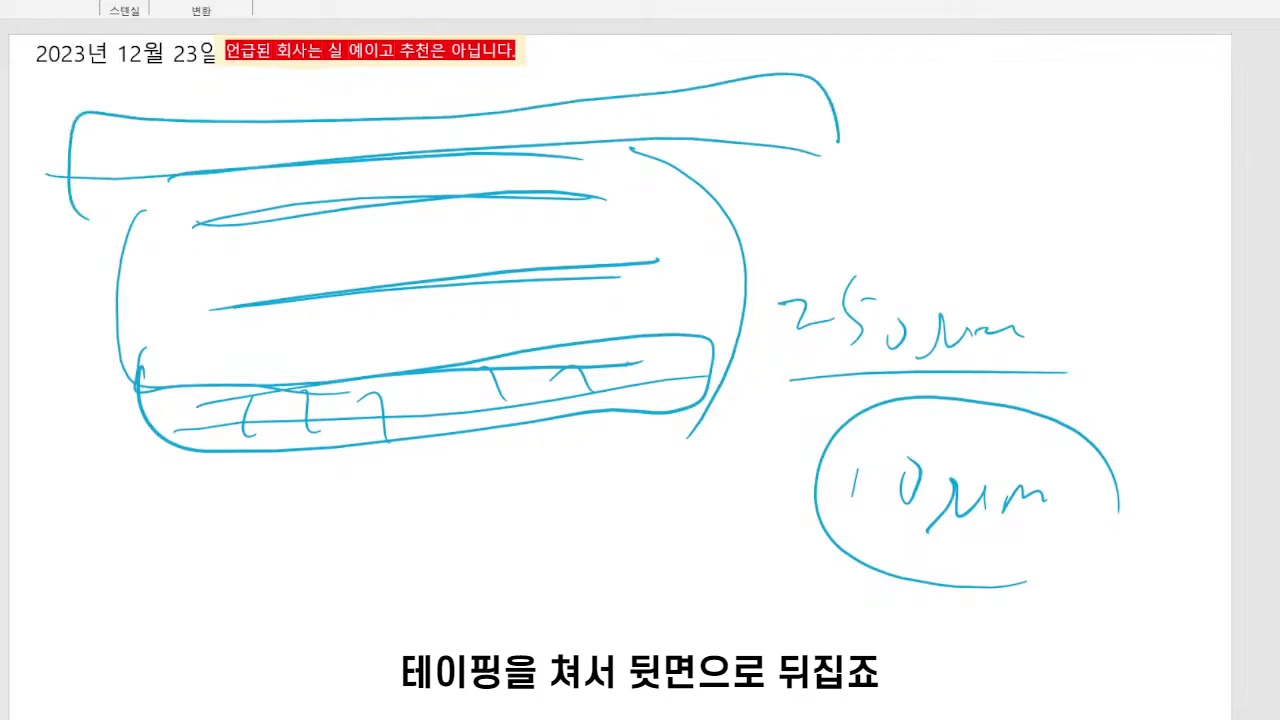 스텐실 변환
2023년 12월 23일 언급된 회사는 실 예이고 추천은 아닙니다.
250μm
10μm
테이핑을 쳐서 뒷면으로 뒤집죠